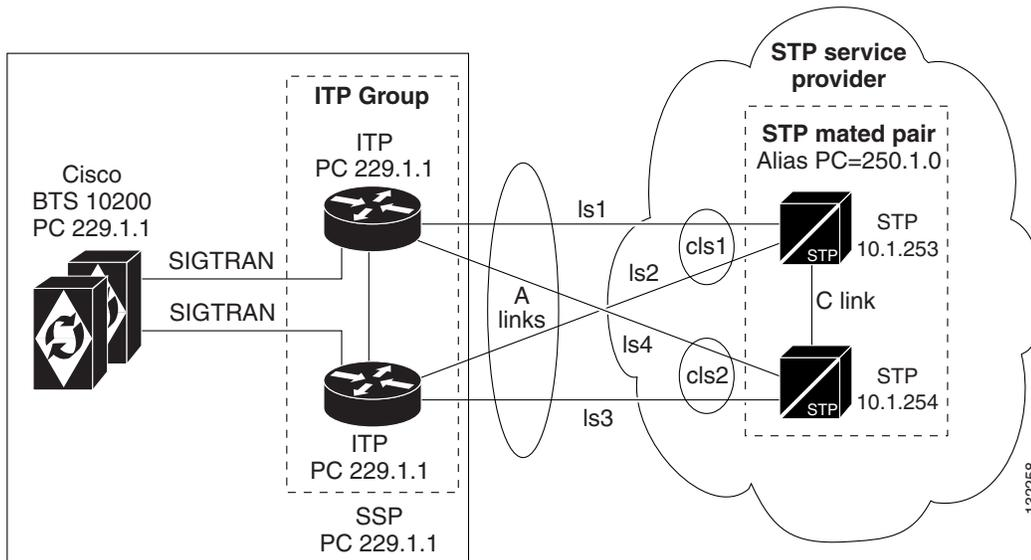 STP service
provider
ITP Group
STP mated pair
Alias PC=250.1.0
ITP
PC 229.1.1
Cisco
BTS 10200
PC 229.1.1
ls1
cls1
STP
STP
10.1.253
SIGTRAN
ls2
A
links
C link
SIGTRAN
ls4
cls2
STP
STP
10.1.254
ls3
ITP
PC 229.1.1
SSP
PC 229.1.1